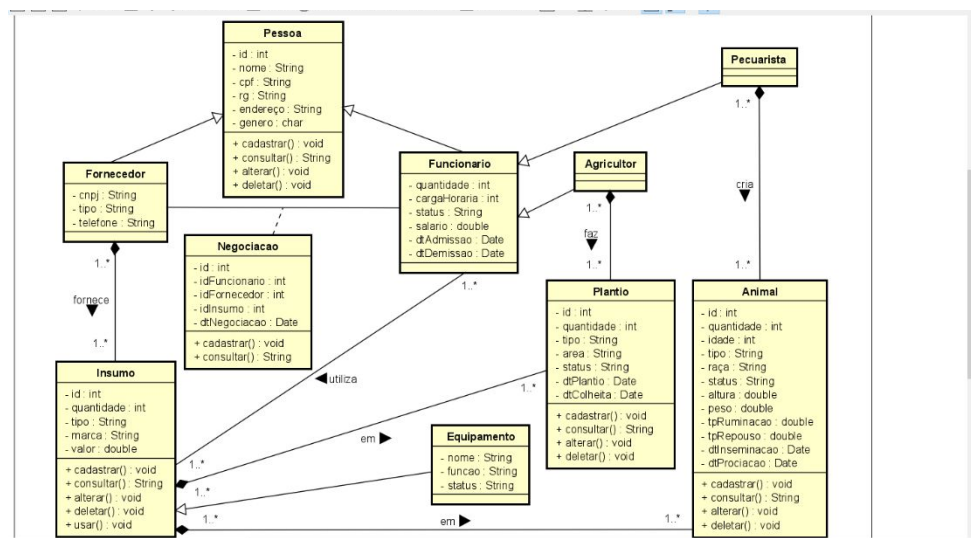 Pessoa
- id : int
- nome : String
- cpf : String
- rg : String
- endereço : String
- genero : char
+ cadastrar() : void
+ consultar() : String
+ alterar() : void
+ deletar() : void
Pecuarista
1..*
cria
1..*
Fornecedor
- cnpj : String
- tipo : String
- telefone : String
1..*
fornece
1..*
Funcionario
- quantidade : int
- cargaHoraria : int
- status : String
- salario : double
- dtAdmissao : Date
- dtDemissao : Date
1..*
utiliza
1..*
Agricultor
1..*
faz
1..*
Negociacao
- id : int
- idFuncionario : int
- idFornecedor : int
- idInsumo : int
- dtNegociacao : Date
+ cadastrar() : void
+ consultar() : String
Plantio
- id : int
- quantidade : int
- tipo : String
- area : String
- status : String
- dtPlantio : Date
- dtColheita : Date
+ cadastrar() : void
+ consultar() : String
+ alterar() : void
+ deletar() : void
Animal
- id : int
- quantidade : int
- idade : int
- tipo : String
- raça : String
- status : String
- altura : double
- peso : double
- tpRuminacao : double
- tpRepouso : double
- dtInseminacao : Date
- dtProciacao : Date
+ cadastrar() : void
+ consultar() : String
+ alterar() : void
+ deletar() : void
Insumo
- id : int
- quantidade : int
- tipo : String
- marca : String
- valor : double
+ cadastrar() : void
+ consultar() : String
+ alterar() : void
+ deletar() : void
+ usar() : void
1..*
em
1..*
Equipamento
- nome : String
- funcao : String
- status : String
1..*
em
1..*